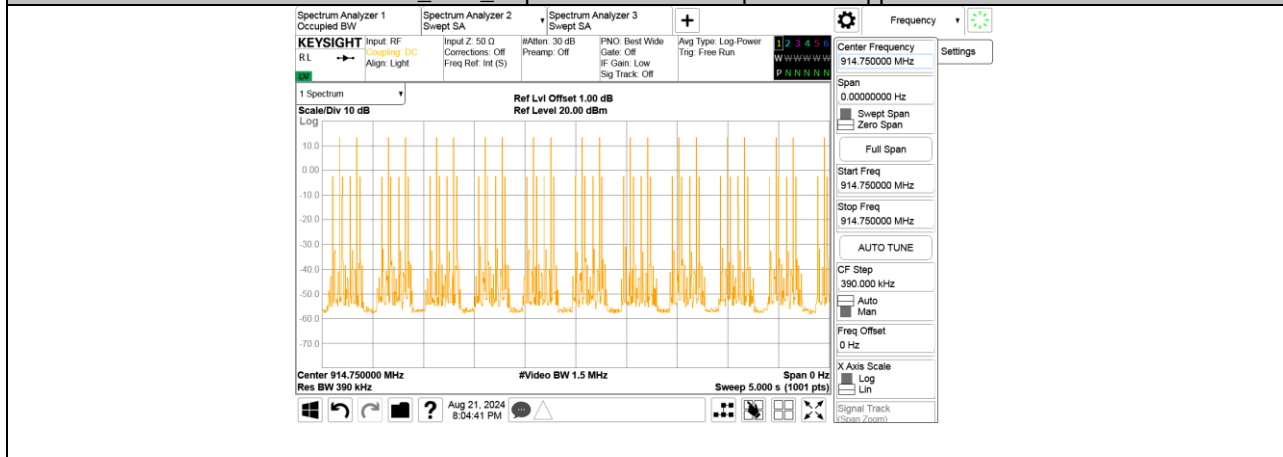 Spectrum Analyzer 1
Occupied BW
Spectrum Analyzer 2
Swept SA
Spectrum Analyzer 3
Swept SA
Frequency
KEYSIGHT
RL
Input: RF
Coupling: DC
Align: Light
Input Z: 50 Ω
Corrections: Off
Freq Ref: Int (S)
#Atten: 30 dB
Preamp: Off
PNO: Best Wide
Gate: Off
IF Gain: Low
Sig Track: Off
Avg Type: Log-Power
Trig: Free Run
1 2 3 4 5 6
W W W W W W
P N N N N N
Settings
1 Spectrum
Scale/Div 10 dB
Ref Lvl Offset 1.00 dB
Ref Level 20.00 dBm
Log
10.0
0.00
-10.0
-20.0
-30.0
-40.0
-50.0
-60.0
-70.0
Center 914.750000 MHz
Res BW 390 kHz
#Video BW 1.5 MHz
Span 0 Hz
Sweep 5.000 s (1001 pts)
Center Frequency
914.750000 MHz
Span
0.00000000 Hz
Swept Span
Zero Span
Full Span
Start Freq
914.750000 MHz
Stop Freq
914.750000 MHz
AUTO TUNE
CF Step
390.000 kHz
Auto
Man
Freq Offset
0 Hz
X Axis Scale
Log
Lin
Signal Track
(Span Zoom)
Aug 21, 2024
8:04:41 PM